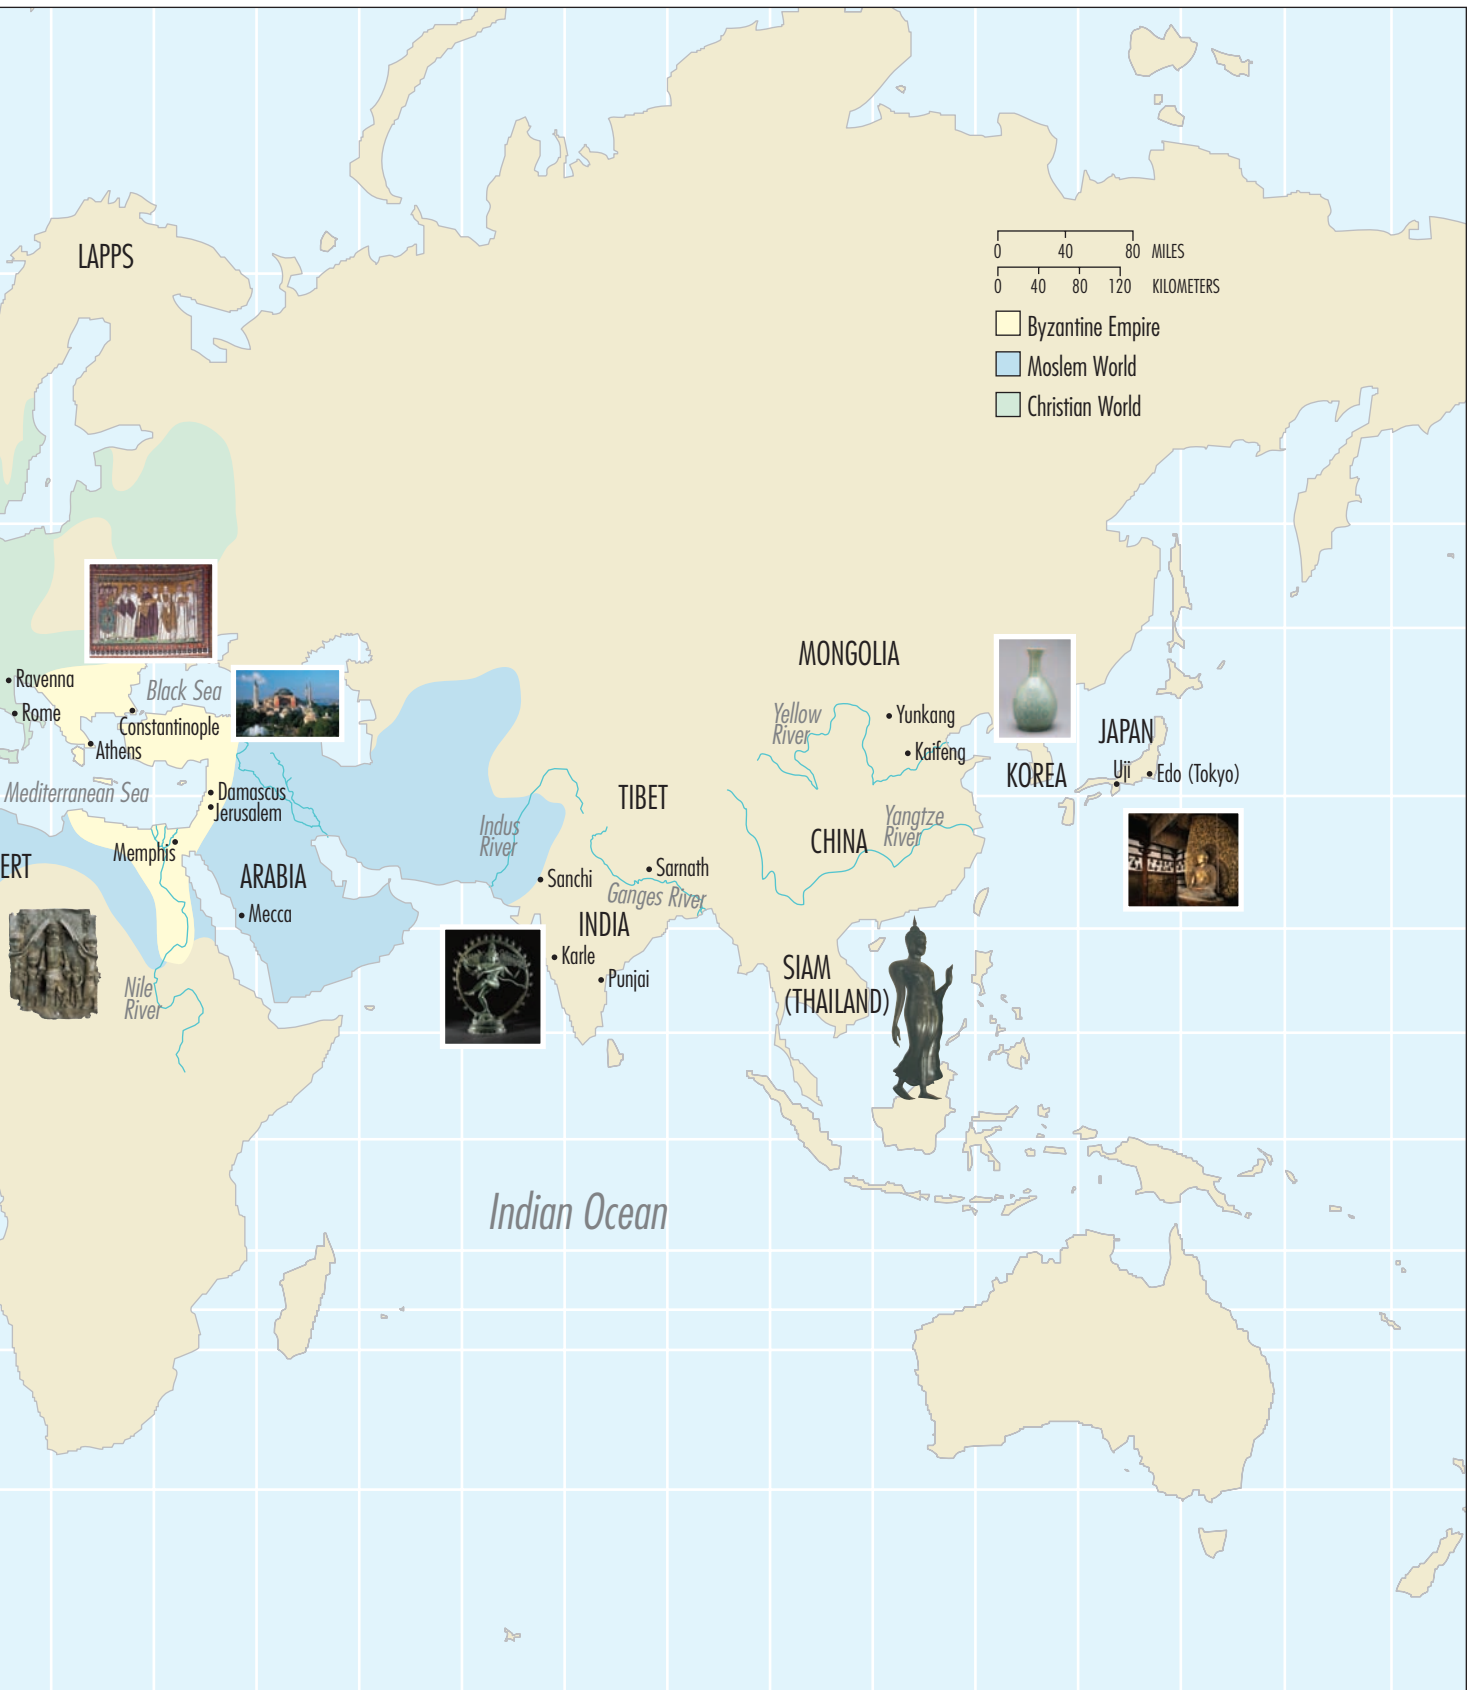 LAPPS
0 40 80 MILES
0 40 80 120 KILOMETERS
Byzantine Empire
Moslem World
Christian World
MONGOLIA
Ravenna
Black Sea
Rome
Constantinople
Athens
Yellow
River
Yunkang
Kaifeng
JAPAN
KOREA
Uji
Edo (Tokyo)
Mediterranean Sea
Damascus
Jerusalem
TIBET
Indus
River
Yangtze
River
CHINA
Memphis
ERT
ARABIA
Mecca
Sanchi
Sarnath
Ganges River
INDIA
Karle
Punjai
SIAM
(THAILAND)
Nile
River
Indian Ocean